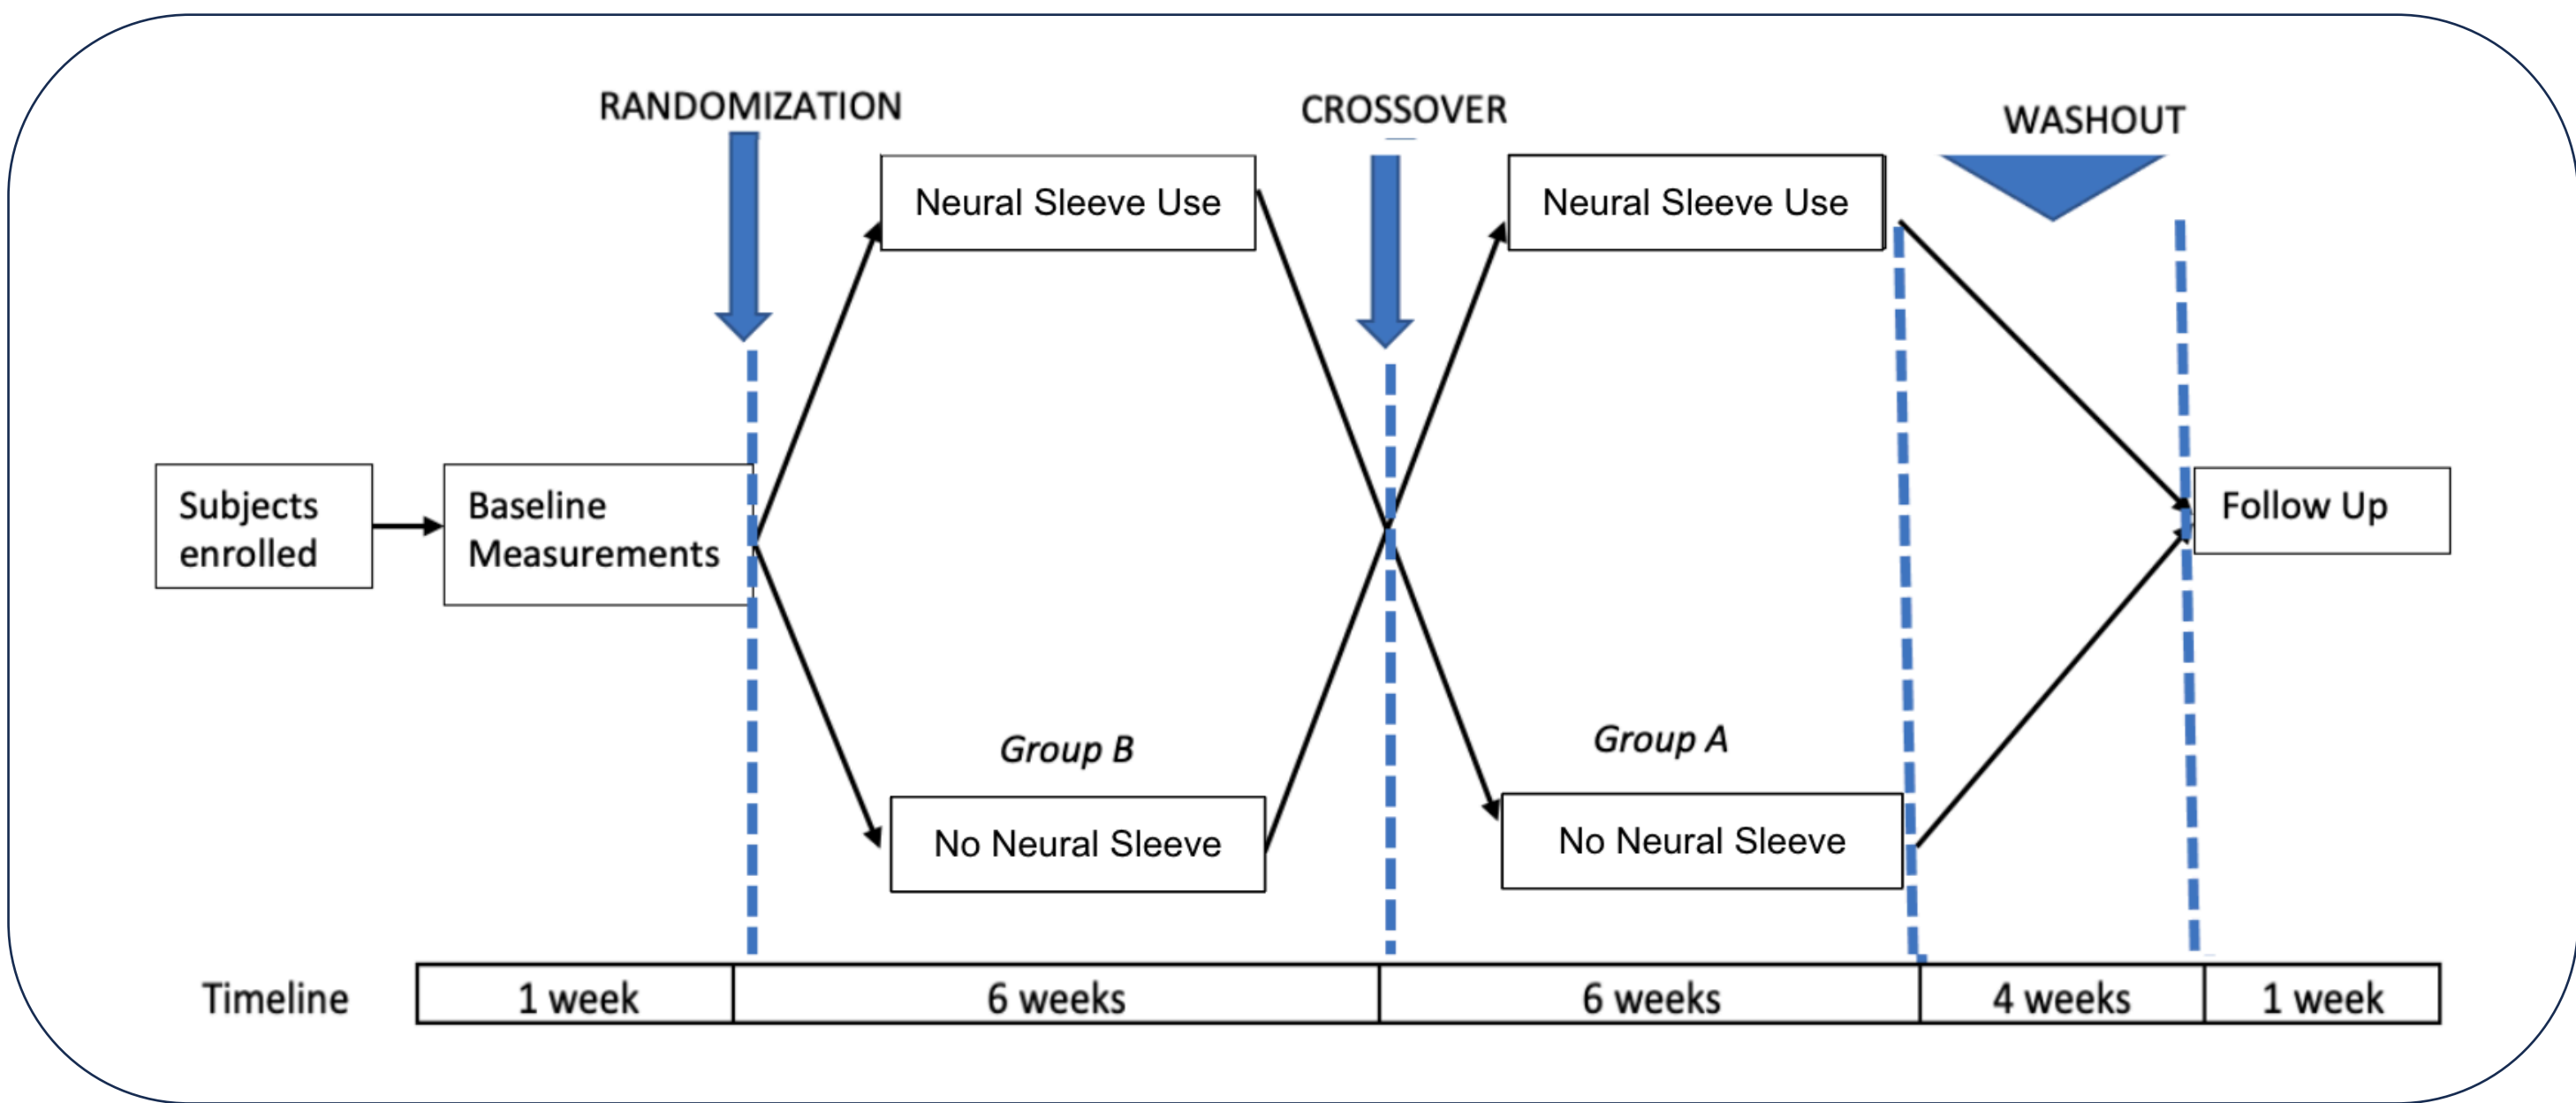 RANDOMIZATION
CROSSOVER
WASHOUT
Neural Sleeve Use
Neural Sleeve Use
Subjects
enrolled
Baseline
Measurements
Follow Up
Group B
Group A
No Neural Sleeve
No Neural Sleeve
Timeline
1 week
6 weeks
6 weeks
4 weeks
1 week